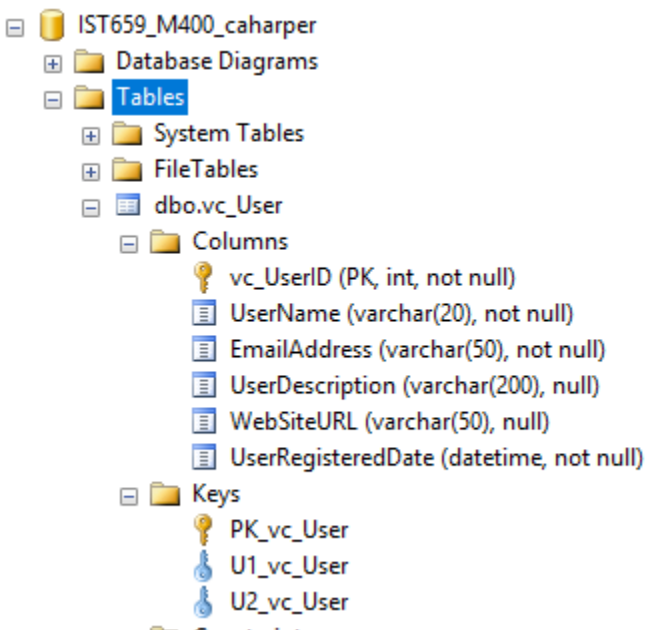 IST659_M400_caharper
Database Diagrams
Tables
System Tables
FileTables
dbo.vc_User
Columns
vc_UserID (PK, int, not null)
UserName (varchar(20), not null)
EmailAddress (varchar(50), not null)
UserDescription (varchar(200), null)
WebSiteURL (varchar(50), null)
UserRegisteredDate (datetime, not null)
Keys
PK_vc_User
U1_vc_User
U2_vc_User